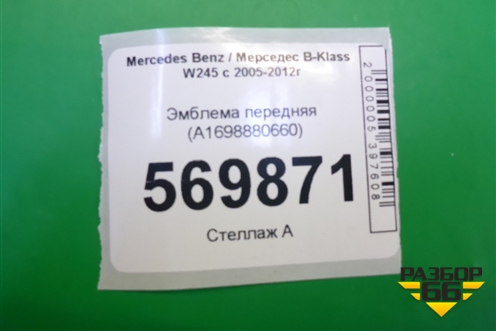 Mercedes Benz / Мерседес B-Klass
W245 с 2005-2012г
Эмблема передняя
(A1698880660)
569871
Стеллаж А
2000005397608
РАЗБОР
66